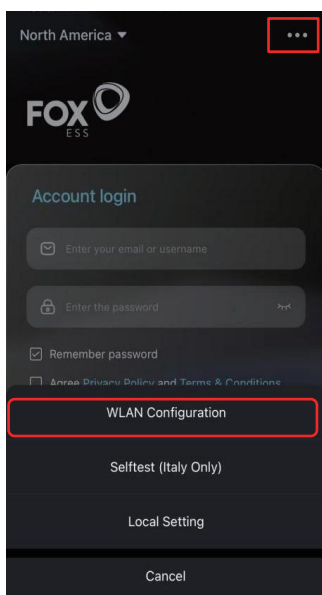 North America ▼
FOX
ESS
Account login
Enter your email or username
Enter the password
Remember password
Agree Privacy Policy and Terms & Conditions
WLAN Configuration
Selftest (Italy Only)
Local Setting
Cancel